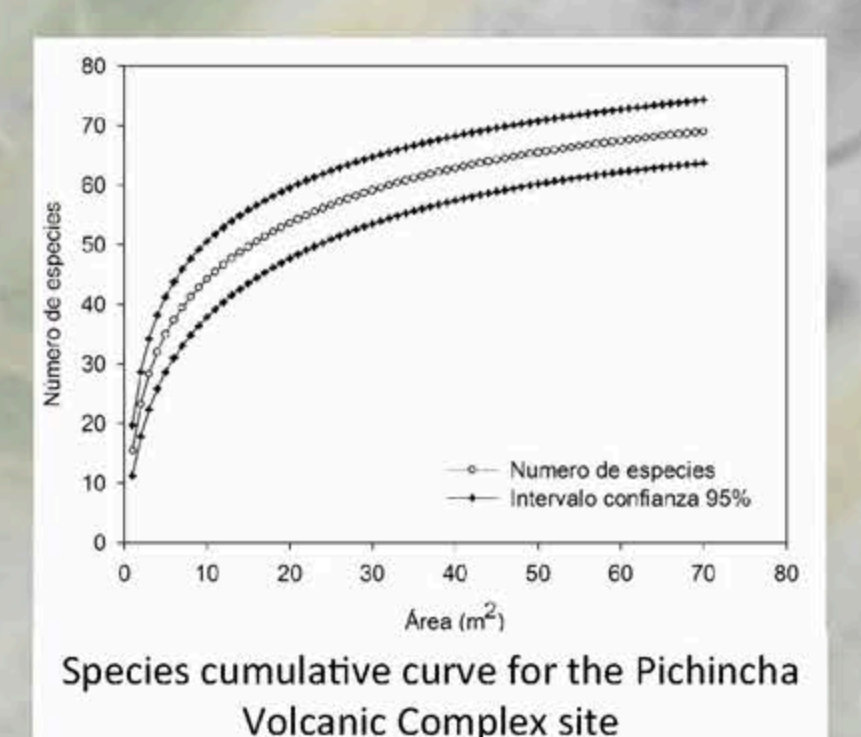 80
70
60
50
40
30
20
10
0
Número de especies
Numero de especies
Intervalo confianza 95%
0 10 20 30 40 50 60 70 80
Área (m²)
Species cumulative curve for the Pichincha
Volcanic Complex site